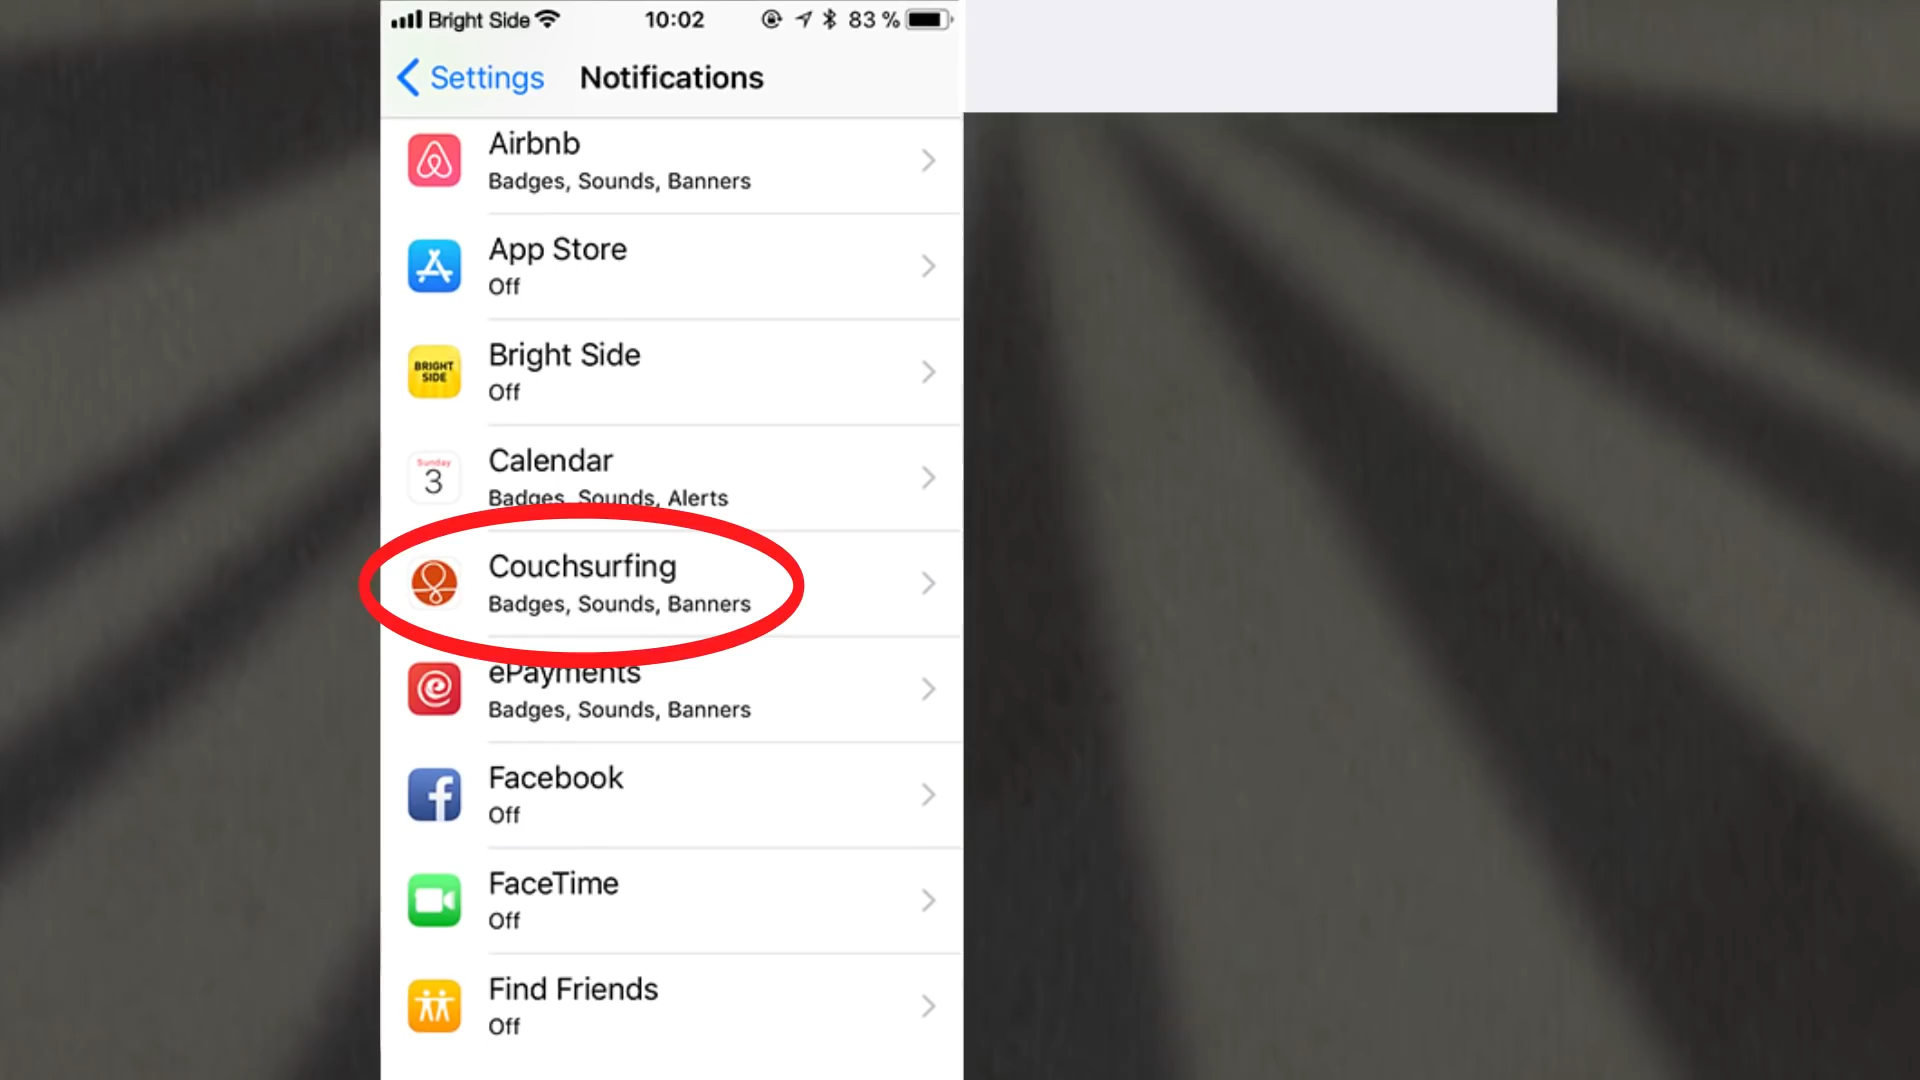 Bright Side 10:02 83 %
Settings Notifications
Airbnb
Badges, Sounds, Banners
App Store
Off
BRIGHT
SIDE
Bright Side
Off
Sunday
3
Calendar
Badges, Sounds, Alerts
Couchsurfing
Badges, Sounds, Banners
ePayments
Badges, Sounds, Banners
Facebook
Off
FaceTime
Off
Find Friends
Off